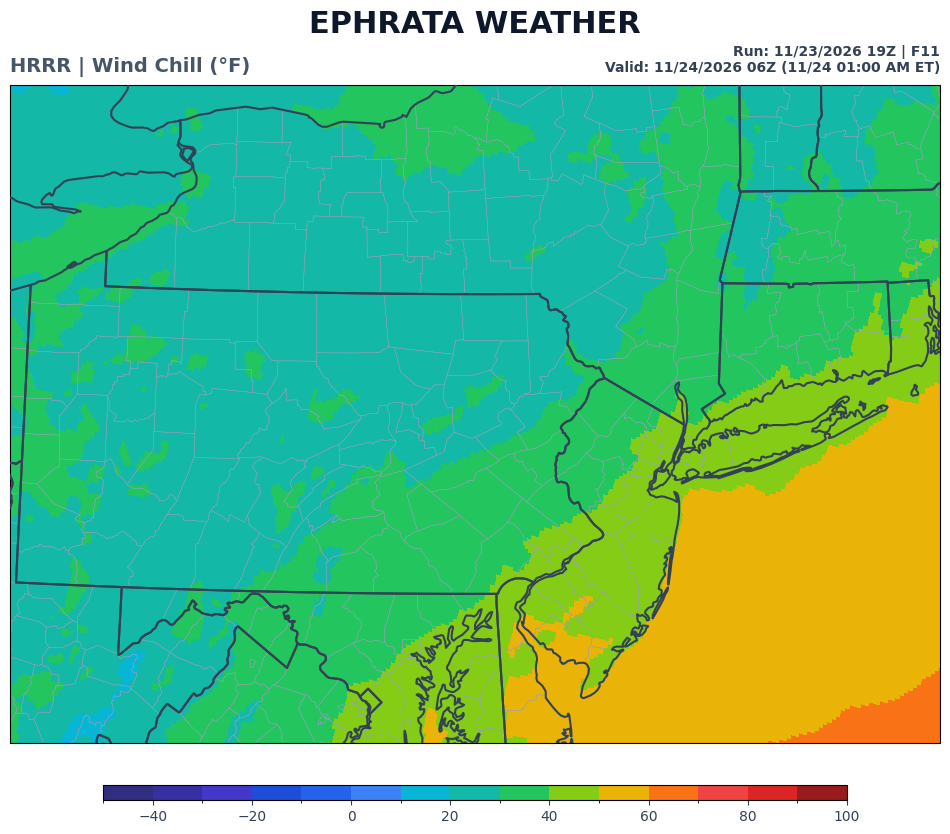 EPHRATA WEATHER
HRRR | Wind Chill (°F)
Run: 11/23/2026 19Z | F11
Valid: 11/24/2026 06Z (11/24 01:00 AM ET)
−40 −20 0 20 40 60 80 100